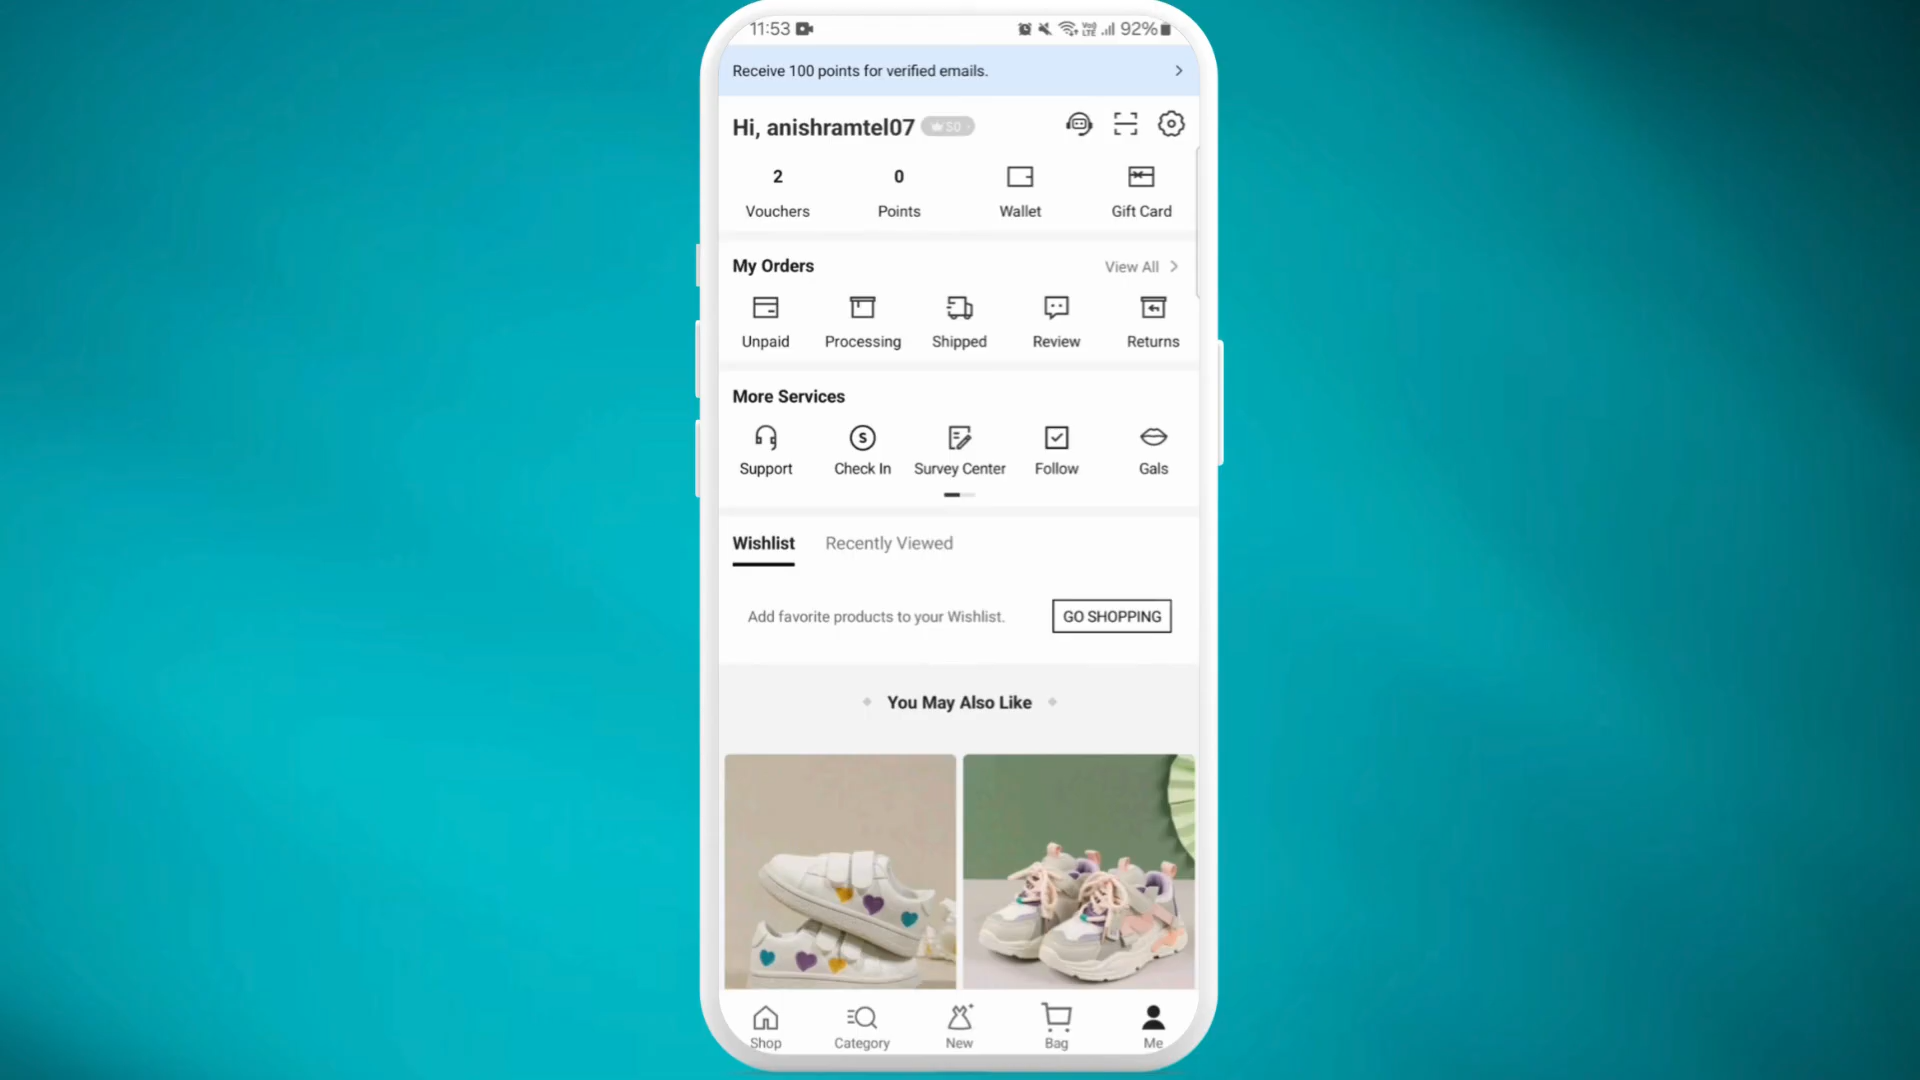 11:53 92%
Receive 100 points for verified emails.
Hi, anishramtel07 S0
2 0
Vouchers Points Wallet Gift Card
My Orders View All
Unpaid Processing Shipped Review Returns
More Services
Support Check In Survey Center Follow Gals
Wishlist Recently Viewed
Add favorite products to your Wishlist. GO SHOPPING
You May Also Like
Shop Category New Bag Me